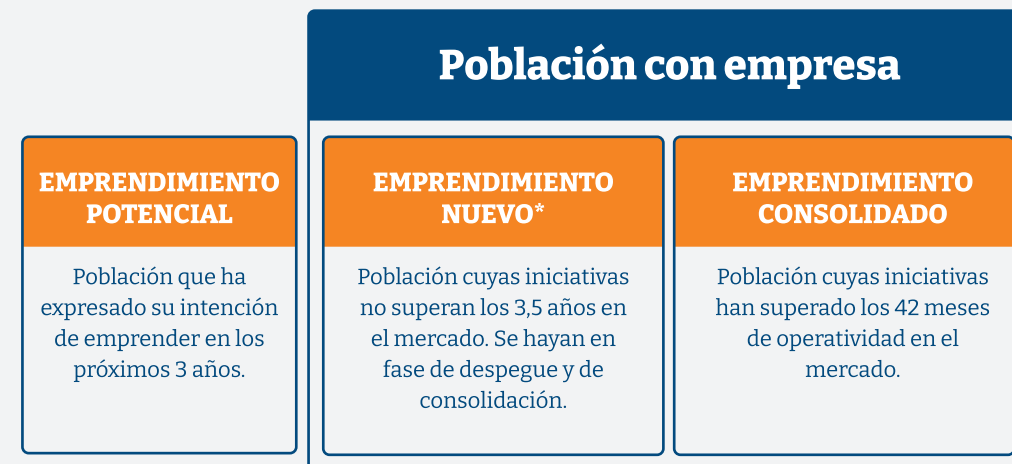 Población con empresa
EMPRENDIMIENTO
POTENCIAL
Población que ha
expresado su intención
de emprender en los
próximos 3 años.
EMPRENDIMIENTO
NUEVO*
Población cuyas iniciativas
no superan los 3,5 años en
el mercado. Se hayan en
fase de despegue y de
consolidación.
EMPRENDIMIENTO
CONSOLIDADO
Población cuyas iniciativas
han superado los 42 meses
de operatividad en el
mercado.